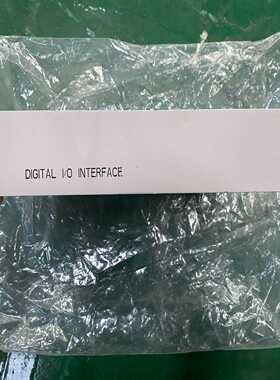 DIGITAL I/O INTERFACE